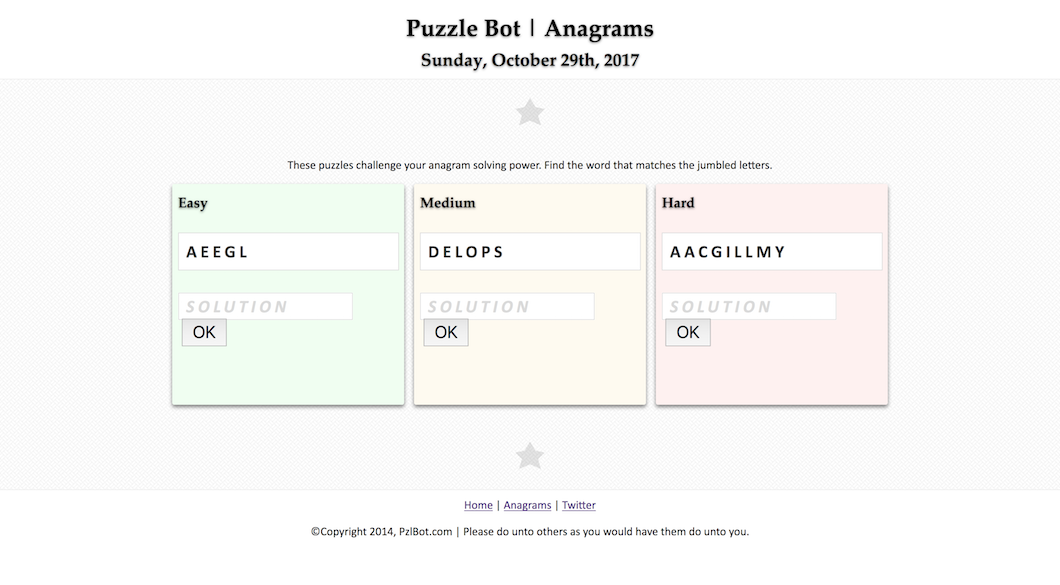 Puzzle Bot | Anagrams
Sunday, October 29th, 2017
These puzzles challenge your anagram solving power. Find the word that matches the jumbled letters.
Easy
AEEGL
SOLUTION
OK
Medium
DELOPS
SOLUTION
OK
Hard
AACGILLMY
SOLUTION
OK
Home | Anagrams | Twitter
©Copyright 2014, PzlBot.com | Please do unto others as you would have them do unto you.